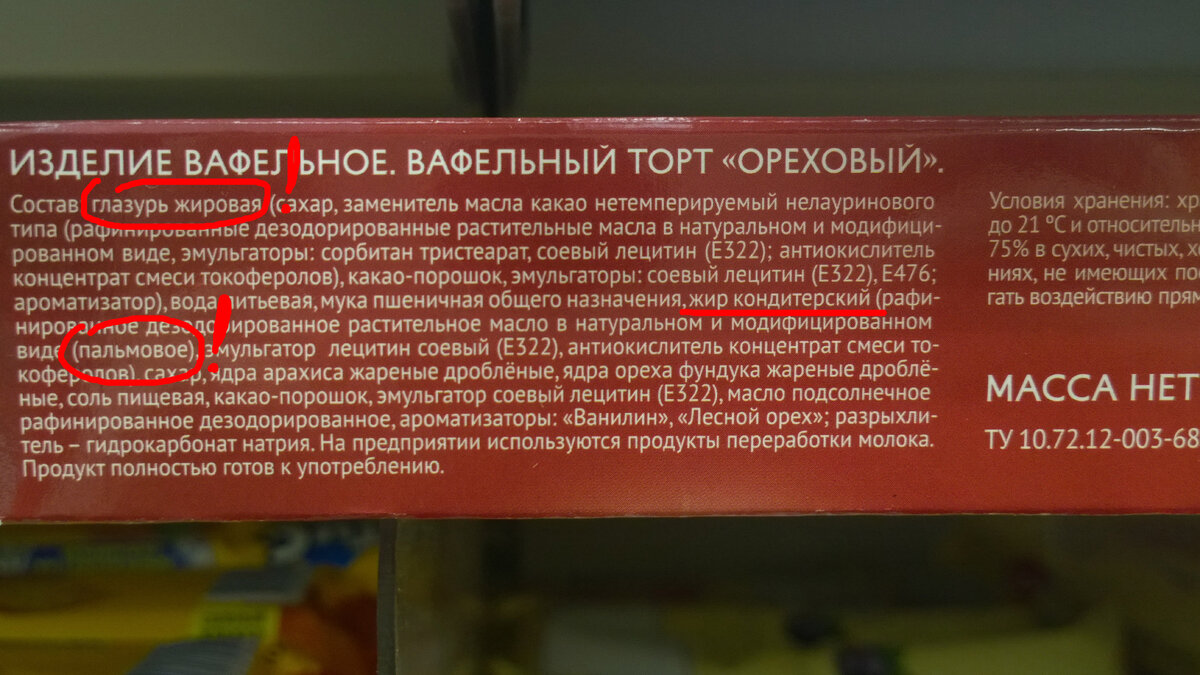 ИЗДЕЛИЕ ВАФЕЛЬНОЕ. ВАФЕЛЬНЫЙ ТОРТ «ОРЕХОВЫЙ».
Состав: глазурь жировая (сахар, заменитель масла какао нетемперируемый нелауринового
типа (рафинированные дезодорированные растительные масла в натуральном и модифици-
рованном виде, эмульгаторы: сорбитан тристеарат, соевый лецитин (Е322); антиокислитель
концентрат смеси токоферолов), какао-порошок, эмульгаторы: соевый лецитин (Е322), Е476;
ароматизатор), вода питьевая, мука пшеничная общего назначения, жир кондитерский (рафи-
нированное дезодорированное растительное масло в натуральном и модифицированном
виде (пальмовое), эмульгатор лецитин соевый (Е322), антиокислитель концентрат смеси то-
коферолов), сахар, ядра арахиса жареные дроблёные, ядра ореха фундука жареные дроблё-
ные, соль пищевая, какао-порошок, эмульгатор соевый лецитин (Е322), масло подсолнечное
рафинированное дезодорированное, ароматизаторы: «Ванилин», «Лесной орех»; разрыхли-
тель – гидрокарбонат натрия. На предприятии используются продукты переработки молока.
Продукт полностью готов к употреблению.
Условия хранения: хр
до 21 °С и относительн
75% в сухих, чистых, х
ниях, не имеющих по
гать воздействию прям
МАССА НЕТ
ТУ 10.72.12-003-68